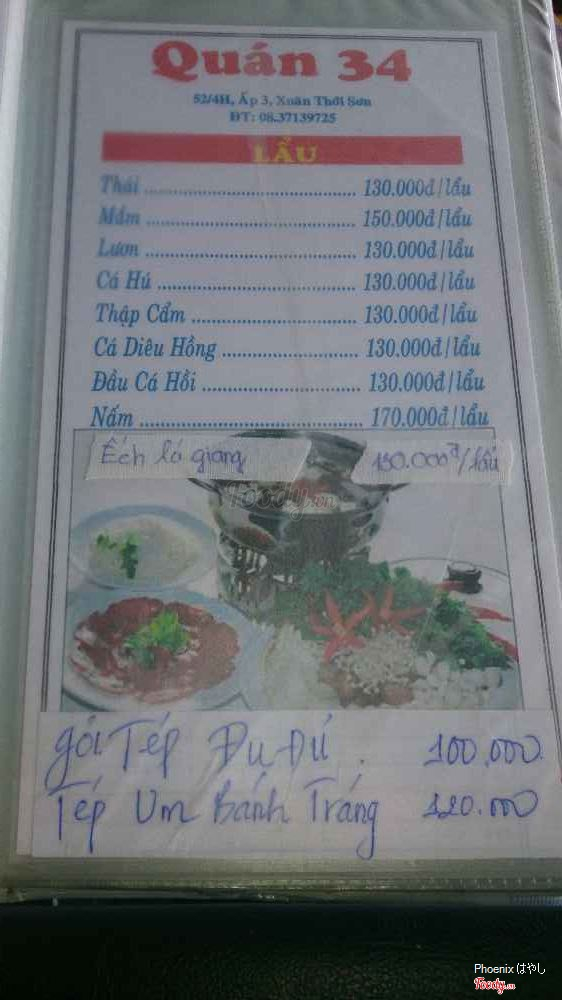 Quán 34
52/4H, Ấp 3, Xuân Thới Sơn
ĐT: 08.37139725
LẨU
Thái ........................................ 130.000đ/lẩu
Mắm ........................................ 150.000đ/lẩu
Lươn ........................................ 130.000đ/lẩu
Cá Hú ........................................ 130.000đ/lẩu
Thập Cẩm ................................ 130.000đ/lẩu
Cá Diêu Hồng .......................... 130.000đ/lẩu
Đầu Cá Hồi .............................. 130.000đ/lẩu
Nấm ........................................ 170.000đ/lẩu
Ếch lá giang 130.000đ/lẩu
Foody.vn
gỏi Tép Đu Đủ . 100.000
Tép Um Bánh Tráng 120.000
Phoenix はやし
Foody.vn